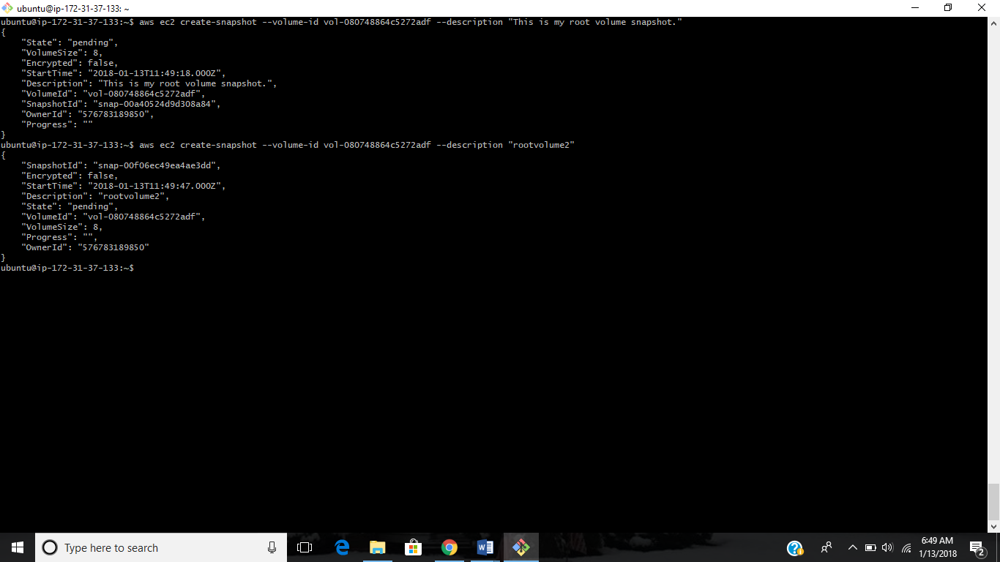 ubuntu@ip-172-31-37-133: ~
ubuntu@ip-172-31-37-133:~$ aws ec2 create-snapshot --volume-id vol-080748864c5272adf --description "This is my root volume snapshot."
{
    "State": "pending",
    "VolumeSize": 8,
    "Encrypted": false,
    "StartTime": "2018-01-13T11:49:18.000Z",
    "Description": "This is my root volume snapshot.",
    "VolumeId": "vol-080748864c5272adf",
    "SnapshotId": "snap-00a40524d9d308a84",
    "OwnerId": "576783189850",
    "Progress": ""
}
ubuntu@ip-172-31-37-133:~$ aws ec2 create-snapshot --volume-id vol-080748864c5272adf --description "rootvolume2"
{
    "SnapshotId": "snap-00f06ec49ea4ae3dd",
    "Encrypted": false,
    "StartTime": "2018-01-13T11:49:47.000Z",
    "Description": "rootvolume2",
    "State": "pending",
    "VolumeId": "vol-080748864c5272adf",
    "VolumeSize": 8,
    "Progress": "",
    "OwnerId": "576783189850"
}
ubuntu@ip-172-31-37-133:~$
Type here to search
6:49 AM
1/13/2018
2